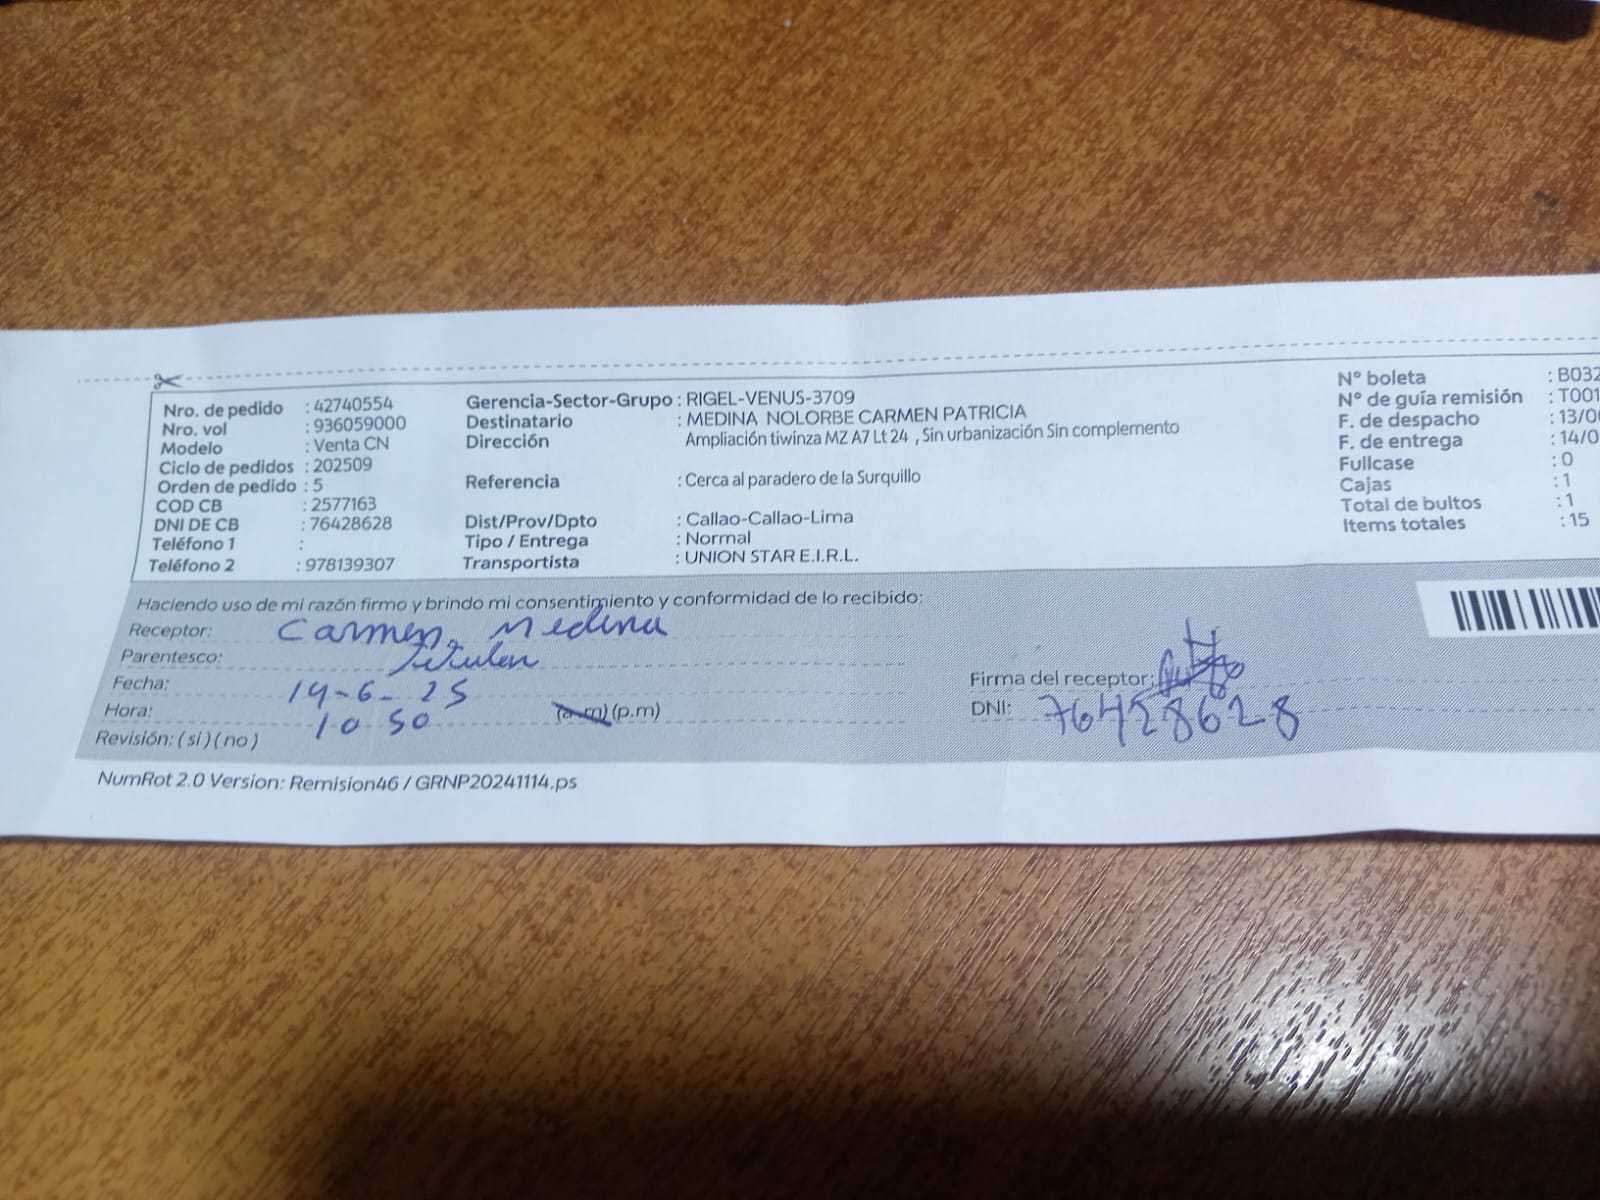 Nro. de pedido : 42740554
Nro. vol : 936059000
Modelo : Venta CN
Ciclo de pedidos : 202509
Orden de pedido : 5
COD CB : 2577163
DNI DE CB : 76428628
Teléfono 1 :
Teléfono 2 : 978139307
Gerencia-Sector-Grupo : RIGEL-VENUS-3709
Destinatario : MEDINA NOLORBE CARMEN PATRICIA
Dirección Ampliación tiwinza MZ A7 Lt 24 , Sin urbanización Sin complemento
Referencia : Cerca al paradero de la Surquillo
Dist/Prov/Dpto : Callao-Callao-Lima
Tipo / Entrega : Normal
Transportista : UNION STAR E.I.R.L.
N° boleta : B032
N° de guía remisión : T001
F. de despacho : 13/0
F. de entrega : 14/0
Fullcase : 0
Cajas : 1
Total de bultos : 1
Items totales : 15
Haciendo uso de mi razón firmo y brindo mi consentimiento y conformidad de lo recibido:
Receptor: Carmen Medina
Parentesco: Titular
Fecha: 14-6-25
Hora: 10 50 (a.m) (p.m)
Revisión: ( si ) ( no )
Firma del receptor:
DNI: 76428628
NumRot 2.0 Version: Remision46 / GRNP20241114.ps